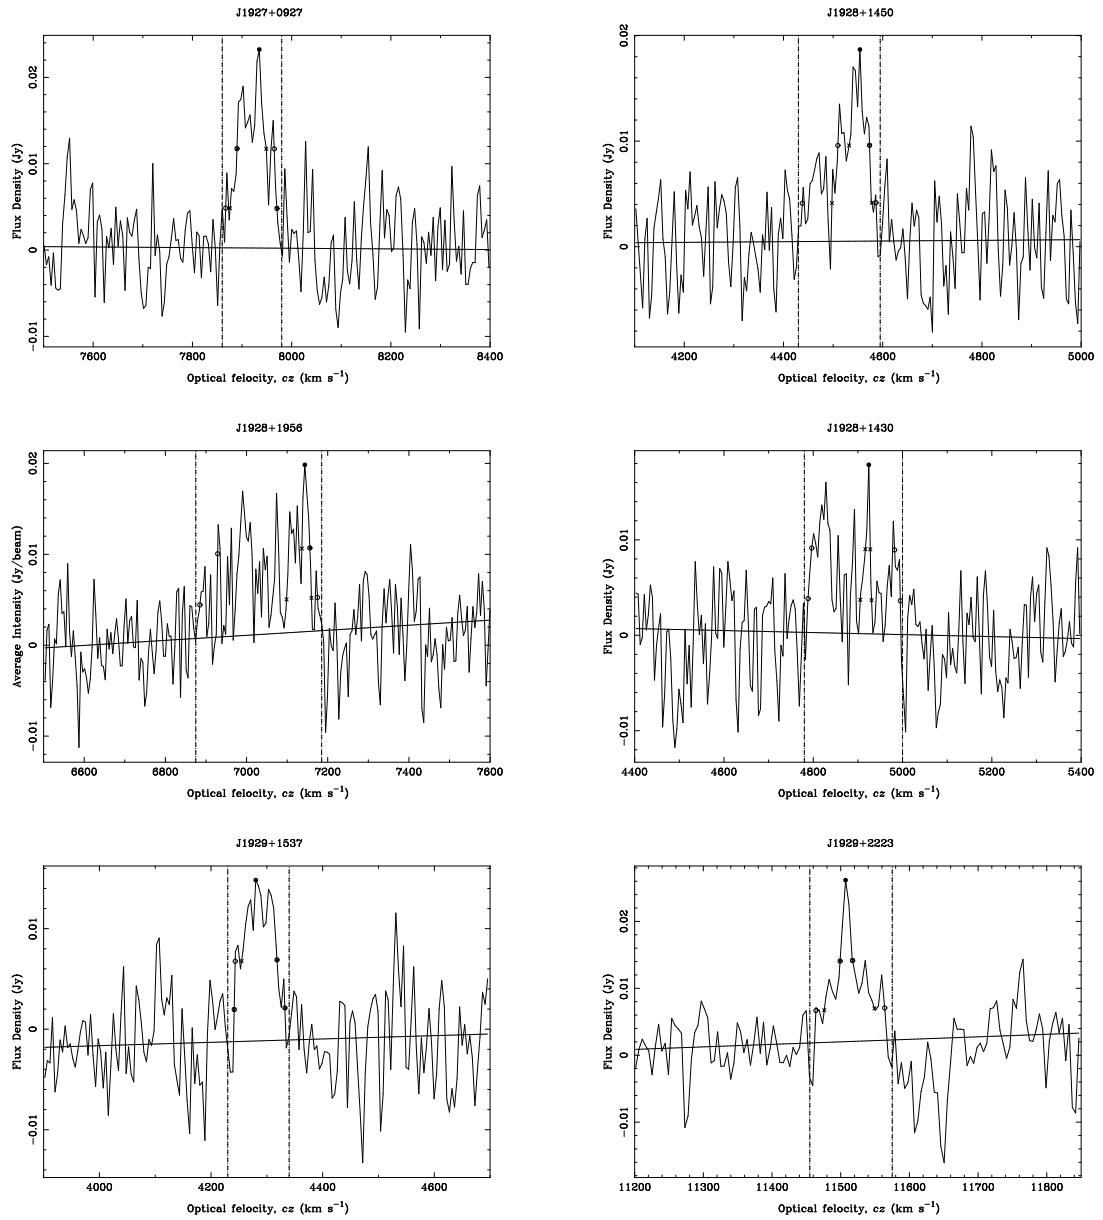 J1927+0927
Flux Density (Jy)
0.02
0.01
0
−0.01
7600 7800 8000 8200 8400
Optical felocity, cz (km s⁻¹)
J1928+1450
Flux Density (Jy)
0.02
0.01
0
4200 4400 4600 4800 5000
Optical felocity, cz (km s⁻¹)
J1928+1956
Average Intensity (Jy/beam)
0.02
0.01
0
−0.01
6600 6800 7000 7200 7400 7600
Optical felocity, cz (km s⁻¹)
J1928+1430
Flux Density (Jy)
0.01
0
−0.01
4400 4600 4800 5000 5200 5400
Optical felocity, cz (km s⁻¹)
J1929+1537
Flux Density (Jy)
0.01
0
−0.01
4000 4200 4400 4600
Optical felocity, cz (km s⁻¹)
J1929+2223
Flux Density (Jy)
0.02
0.01
0
−0.01
11200 11300 11400 11500 11600 11700 11800
Optical felocity, cz (km s⁻¹)